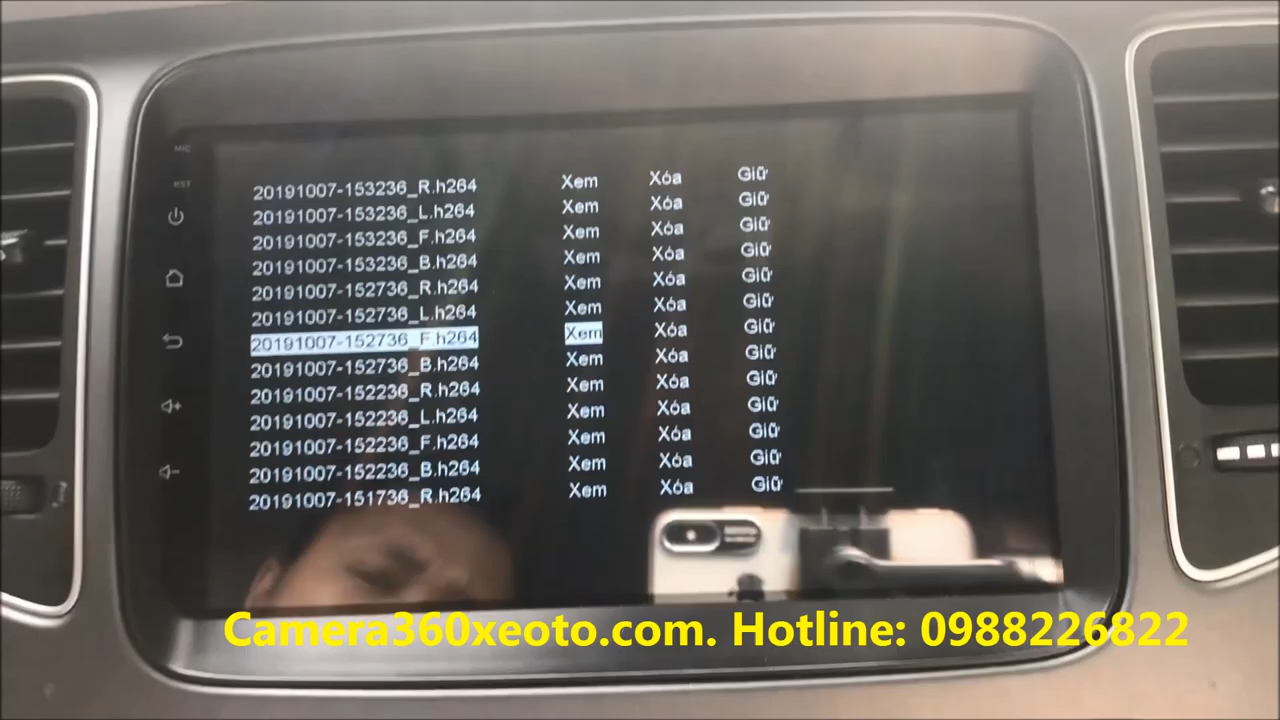 MIC
RST
20191007-153236_R.h264 Xem Xóa Giữ
20191007-153236_L.h264 Xem Xóa Giữ
20191007-153236_F.h264 Xem Xóa Giữ
20191007-153236_B.h264 Xem Xóa Giữ
20191007-152736_R.h264 Xem Xóa Giữ
20191007-152736_L.h264 Xem Xóa Giữ
20191007-152736_F.h264 Xem Xóa Giữ
20191007-152736_B.h264 Xem Xóa Giữ
20191007-152236_R.h264 Xem Xóa Giữ
20191007-152236_L.h264 Xem Xóa Giữ
20191007-152236_F.h264 Xem Xóa Giữ
20191007-152236_B.h264 Xem Xóa Giữ
20191007-151736_R.h264 Xem Xóa Giữ
Camera360xeoto.com. Hotline: 0988226822